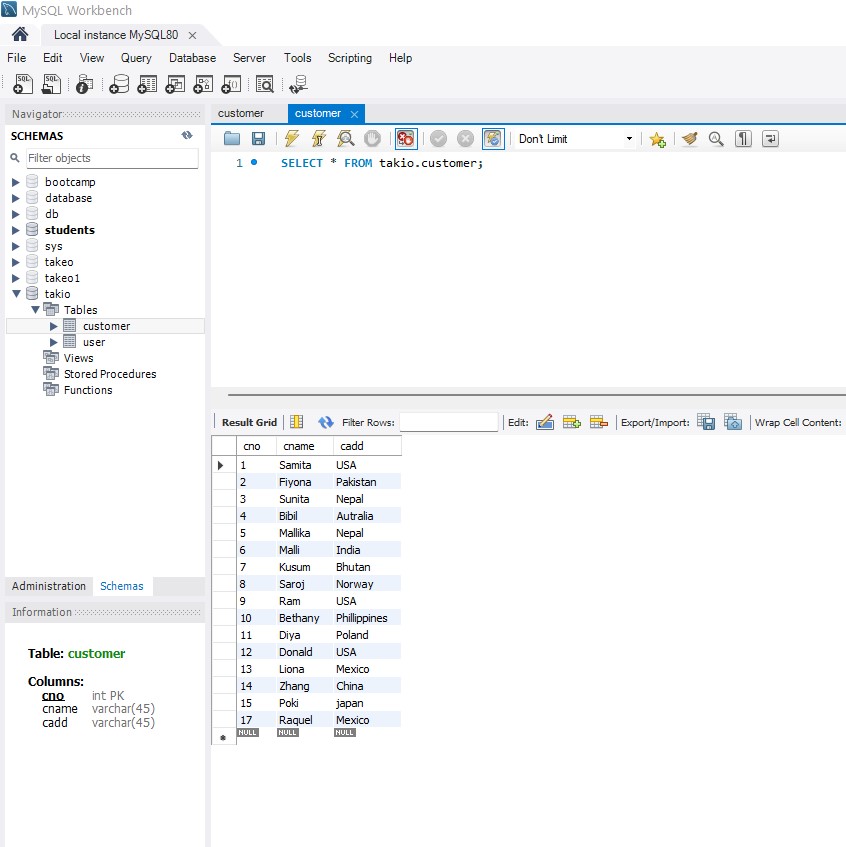 MySQL Workbench
Local instance MySQL80
File Edit View Query Database Server Tools Scripting Help
Navigator
SCHEMAS
Filter objects
bootcamp
database
db
students
sys
takeo
takeo1
takio
Tables
customer
user
Views
Stored Procedures
Functions
Administration Schemas
Information
Table: customer
Columns:
cno int PK
cname varchar(45)
cadd varchar(45)
customer customer
Don't Limit
1 SELECT * FROM takio.customer;
Result Grid Filter Rows: Edit: Export/Import: Wrap Cell Content:
cno cname cadd
1 Samita USA
2 Fiyona Pakistan
3 Sunita Nepal
4 Bibil Autralia
5 Mallika Nepal
6 Malli India
7 Kusum Bhutan
8 Saroj Norway
9 Ram USA
10 Bethany Phillippines
11 Diya Poland
12 Donald USA
13 Liona Mexico
14 Zhang China
15 Poki japan
17 Raquel Mexico
NULL NULL NULL